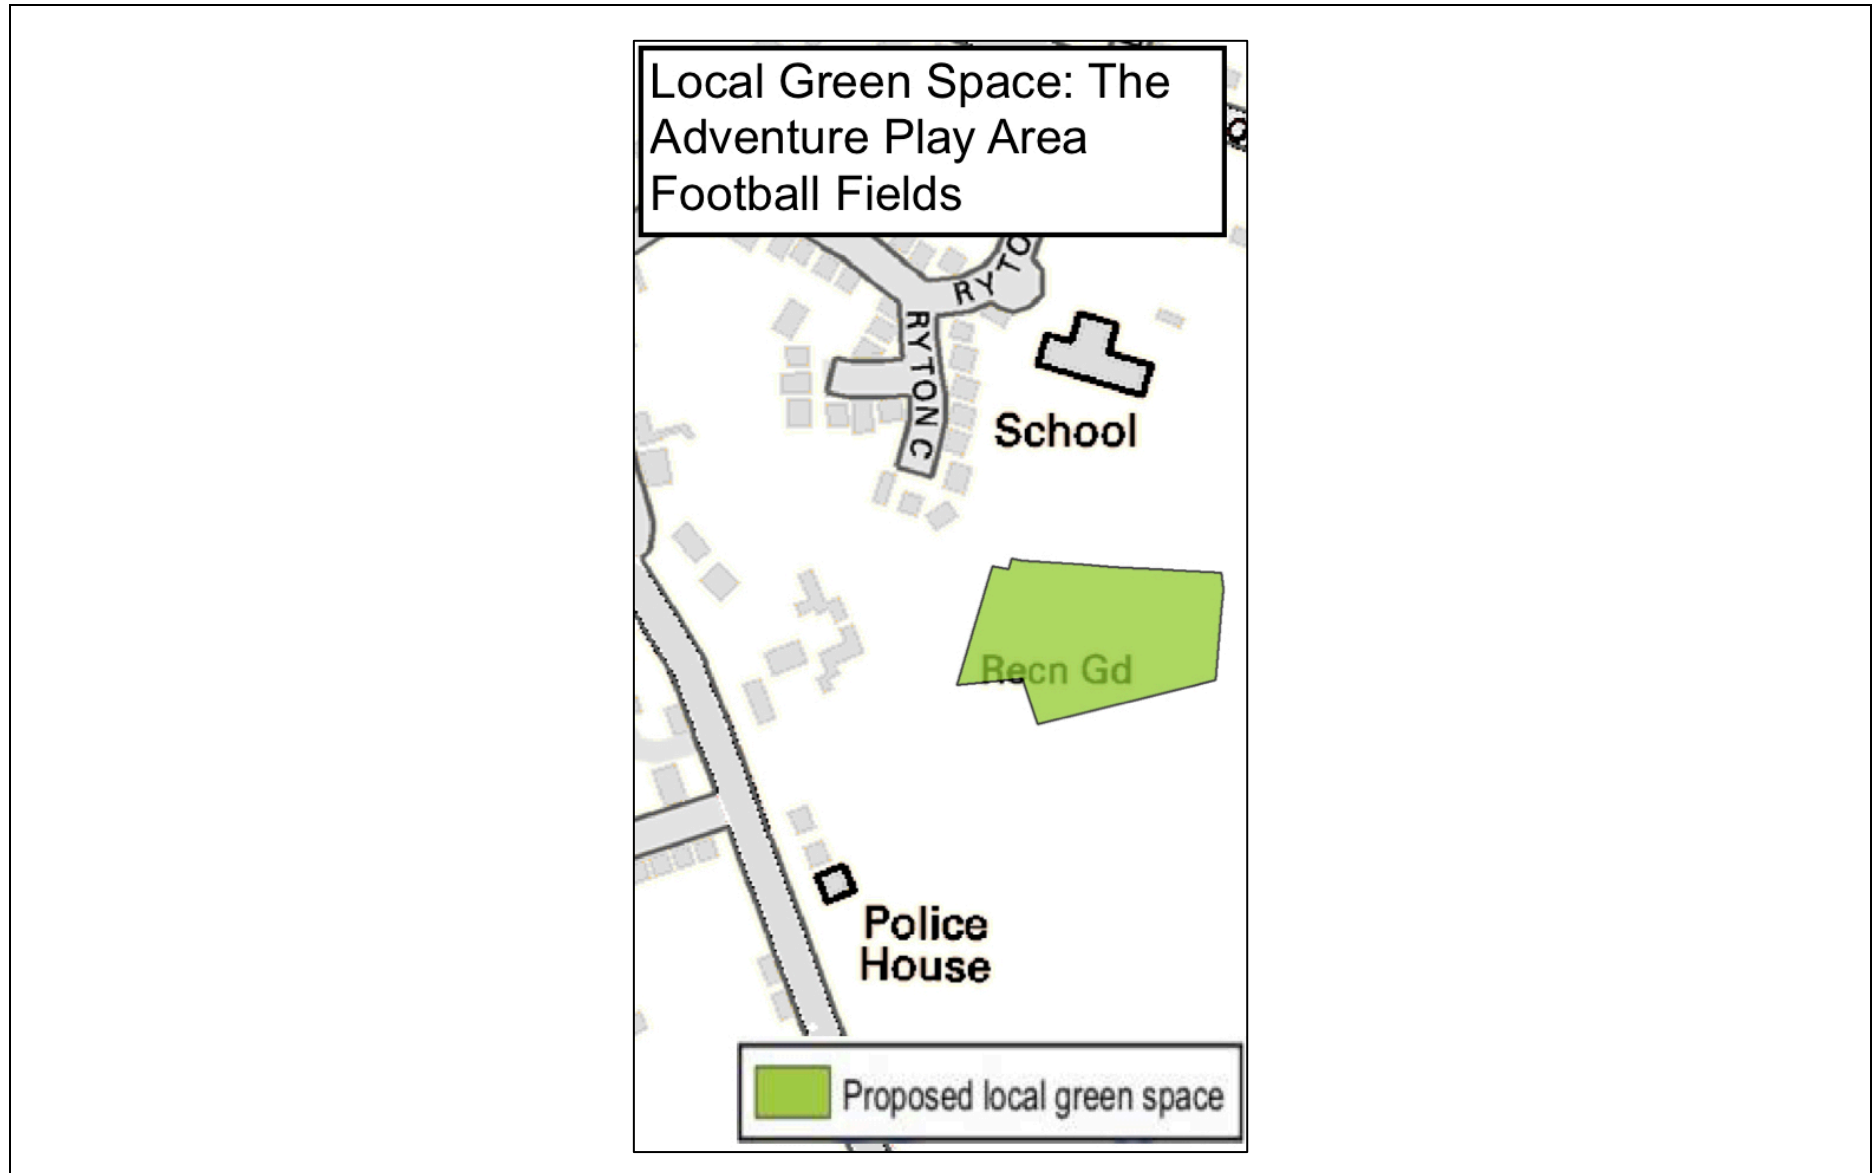 Local Green Space: The
Adventure Play Area
Football Fields
RYTO
RYTON C
School
Recn Gd
Police
House
Proposed local green space